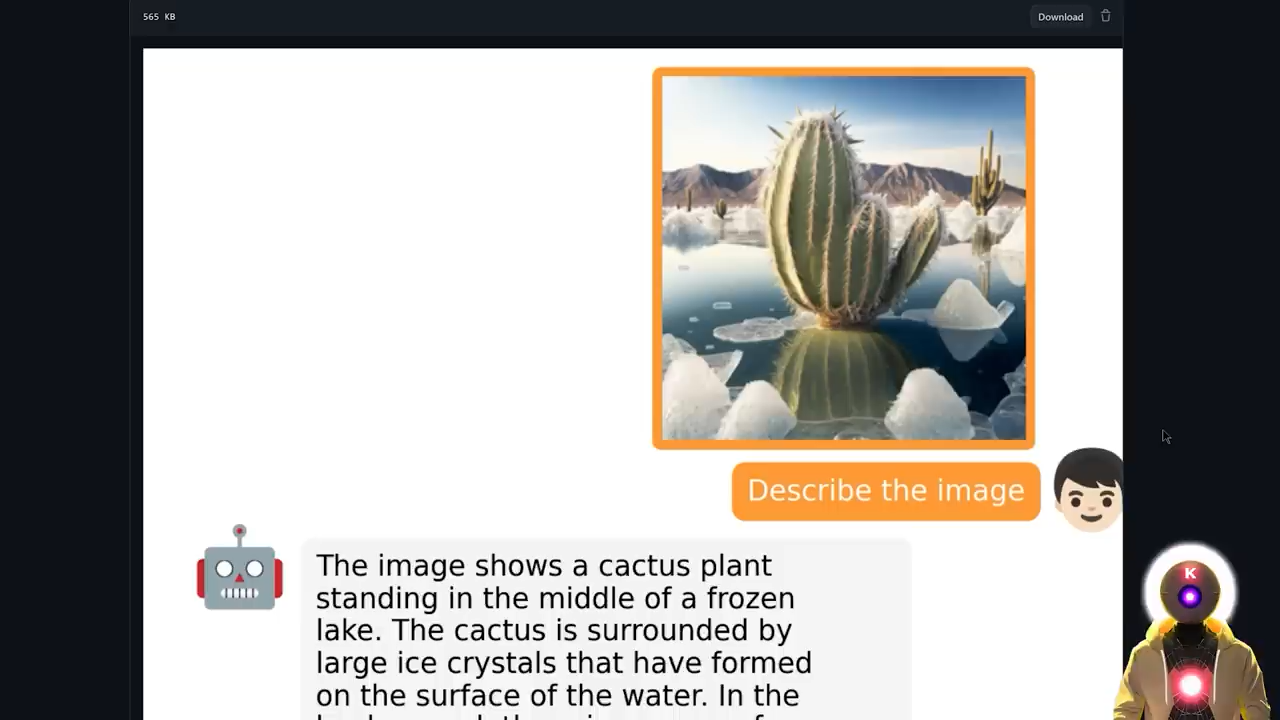 565 KB
Download
Describe the image
The image shows a cactus plant
standing in the middle of a frozen
lake. The cactus is surrounded by
large ice crystals that have formed
on the surface of the water. In the
K